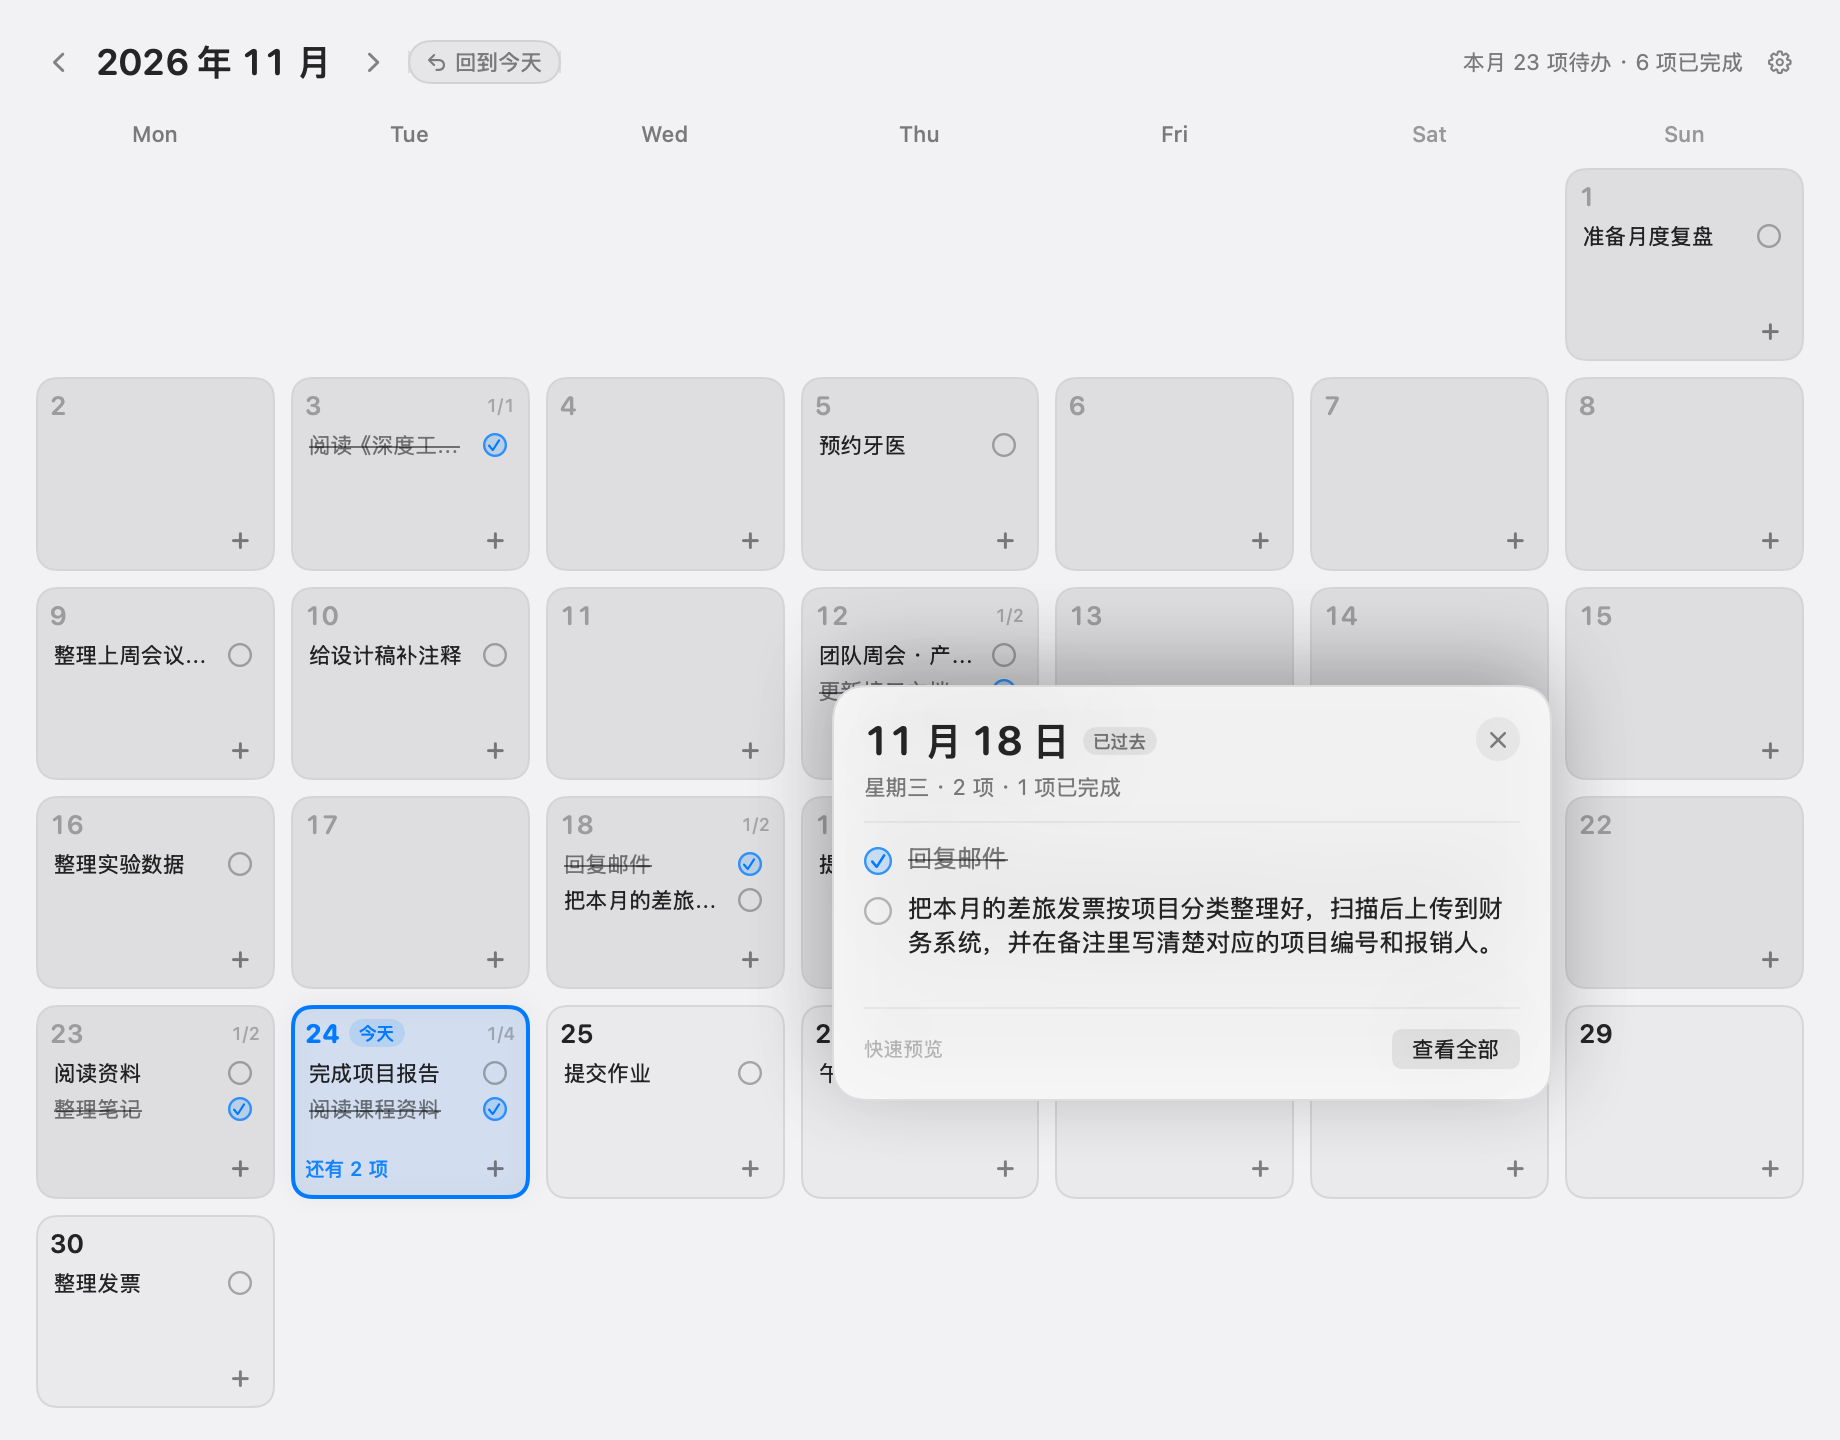 2026 年 11 月
回到今天
本月 23 项待办 · 6 项已完成
Mon Tue Wed Thu Fri Sat Sun
1
准备月度复盘
2
3 1/1
阅读《深度工...
4
5
预约牙医
6
7
8
9
整理上周会议...
10
给设计稿补注释
11
12 1/2
团队周会 · 产...
13
14
15
16
整理实验数据
17
18 1/2
回复邮件
把本月的差旅...
22
11 月 18 日 已过去
星期三 · 2 项 · 1 项已完成
回复邮件
把本月的差旅发票按项目分类整理好，扫描后上传到财
务系统，并在备注里写清楚对应的项目编号和报销人。
快速预览
查看全部
23 1/2
阅读资料
整理笔记
24 今天 1/4
完成项目报告
阅读课程资料
还有 2 项
25
提交作业
29
30
整理发票